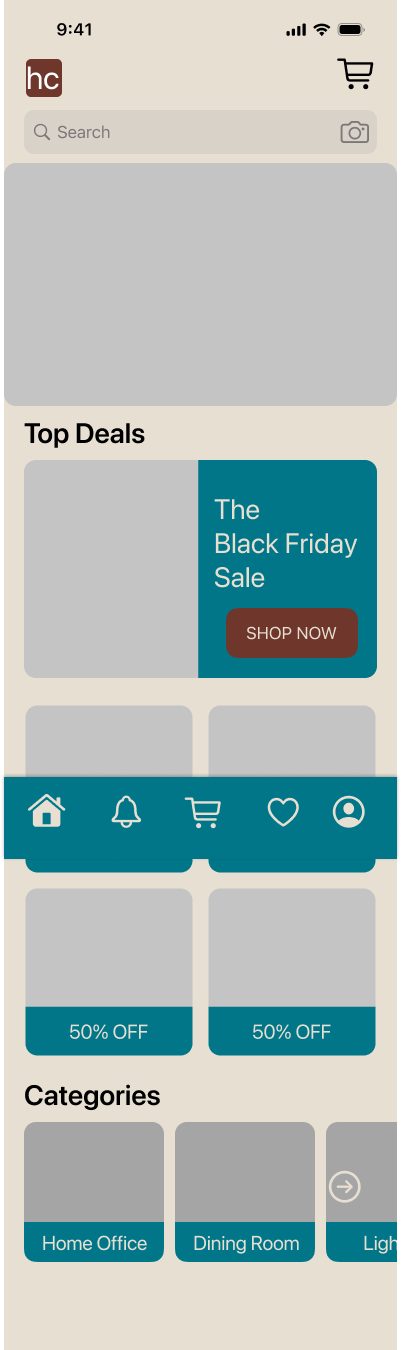 9:41
hc
Search
Top Deals
The
Black Friday
Sale
SHOP NOW
50% OFF
50% OFF
Categories
Home Office
Dining Room
Ligh